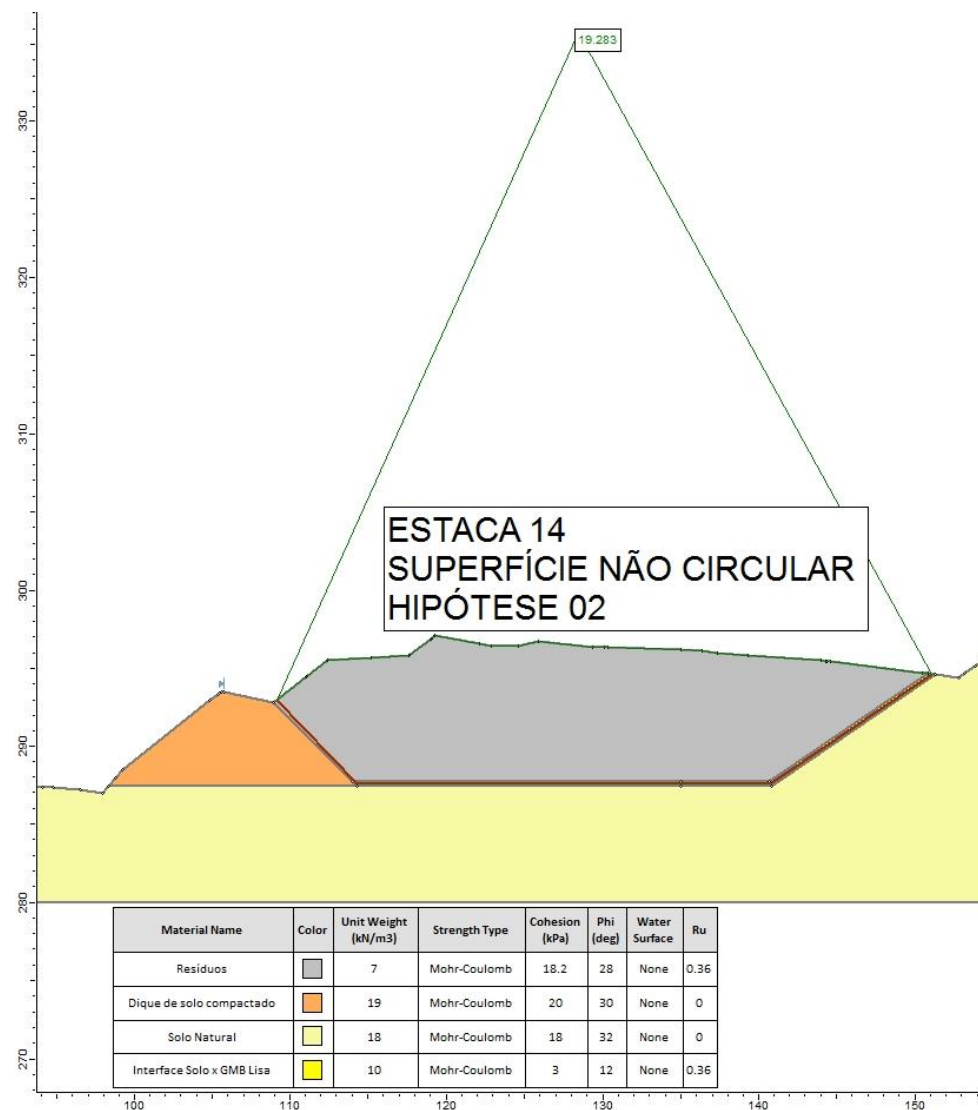 19.283
330
320
310
300
290
280
270
ESTACA 14
SUPERFÍCIE NÃO CIRCULAR
HIPÓTESE 02
Material Name Color Unit Weight (kN/m3) Strength Type Cohesion (kPa) Phi (deg) Water Surface Ru
Resíduos 7 Mohr-Coulomb 18.2 28 None 0.36
Dique de solo compactado 19 Mohr-Coulomb 20 30 None 0
Solo Natural 18 Mohr-Coulomb 18 32 None 0
Interface Solo x GMB Lisa 10 Mohr-Coulomb 3 12 None 0.36
100 110 120 130 140 150